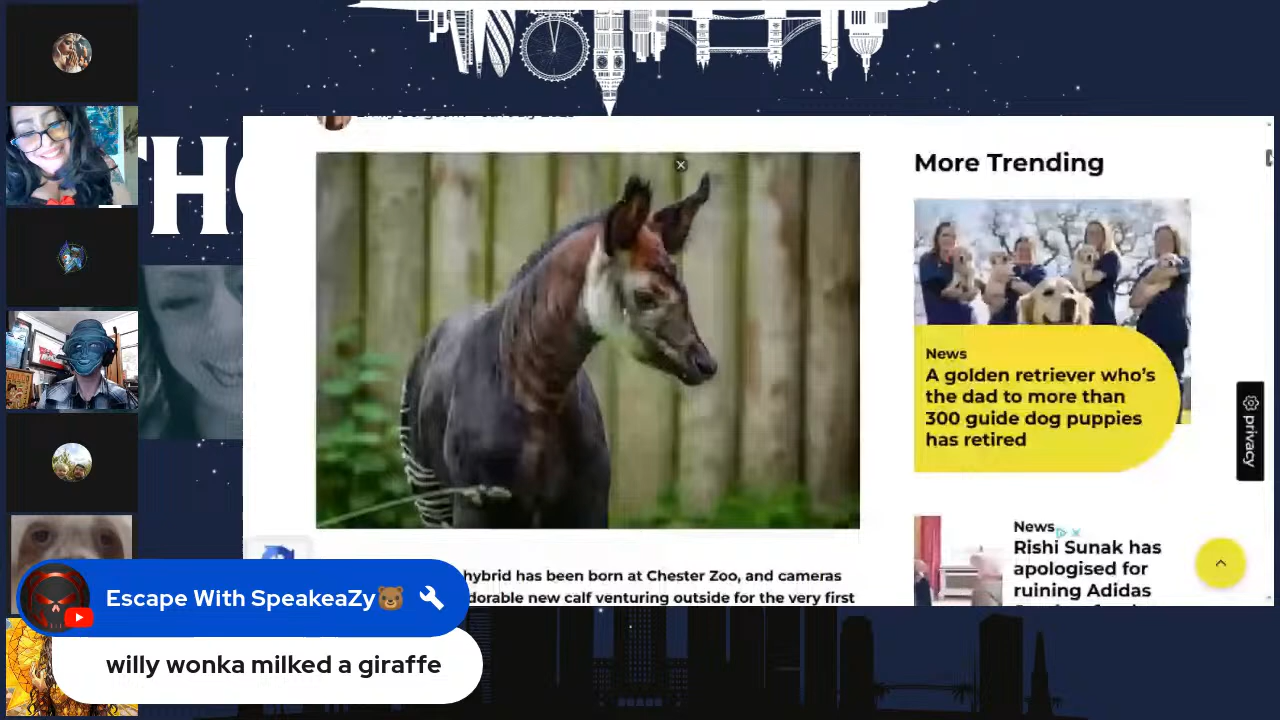 More Trending
News
A golden retriever who's
the dad to more than
300 guide dog puppies
has retired
privacy
News
Rishi Sunak has
apologised for
ruining Adidas
hybrid has been born at Chester Zoo, and cameras
dorable new calf venturing outside for the very first
Escape With SpeakeaZy🐻
willy wonka milked a giraffe